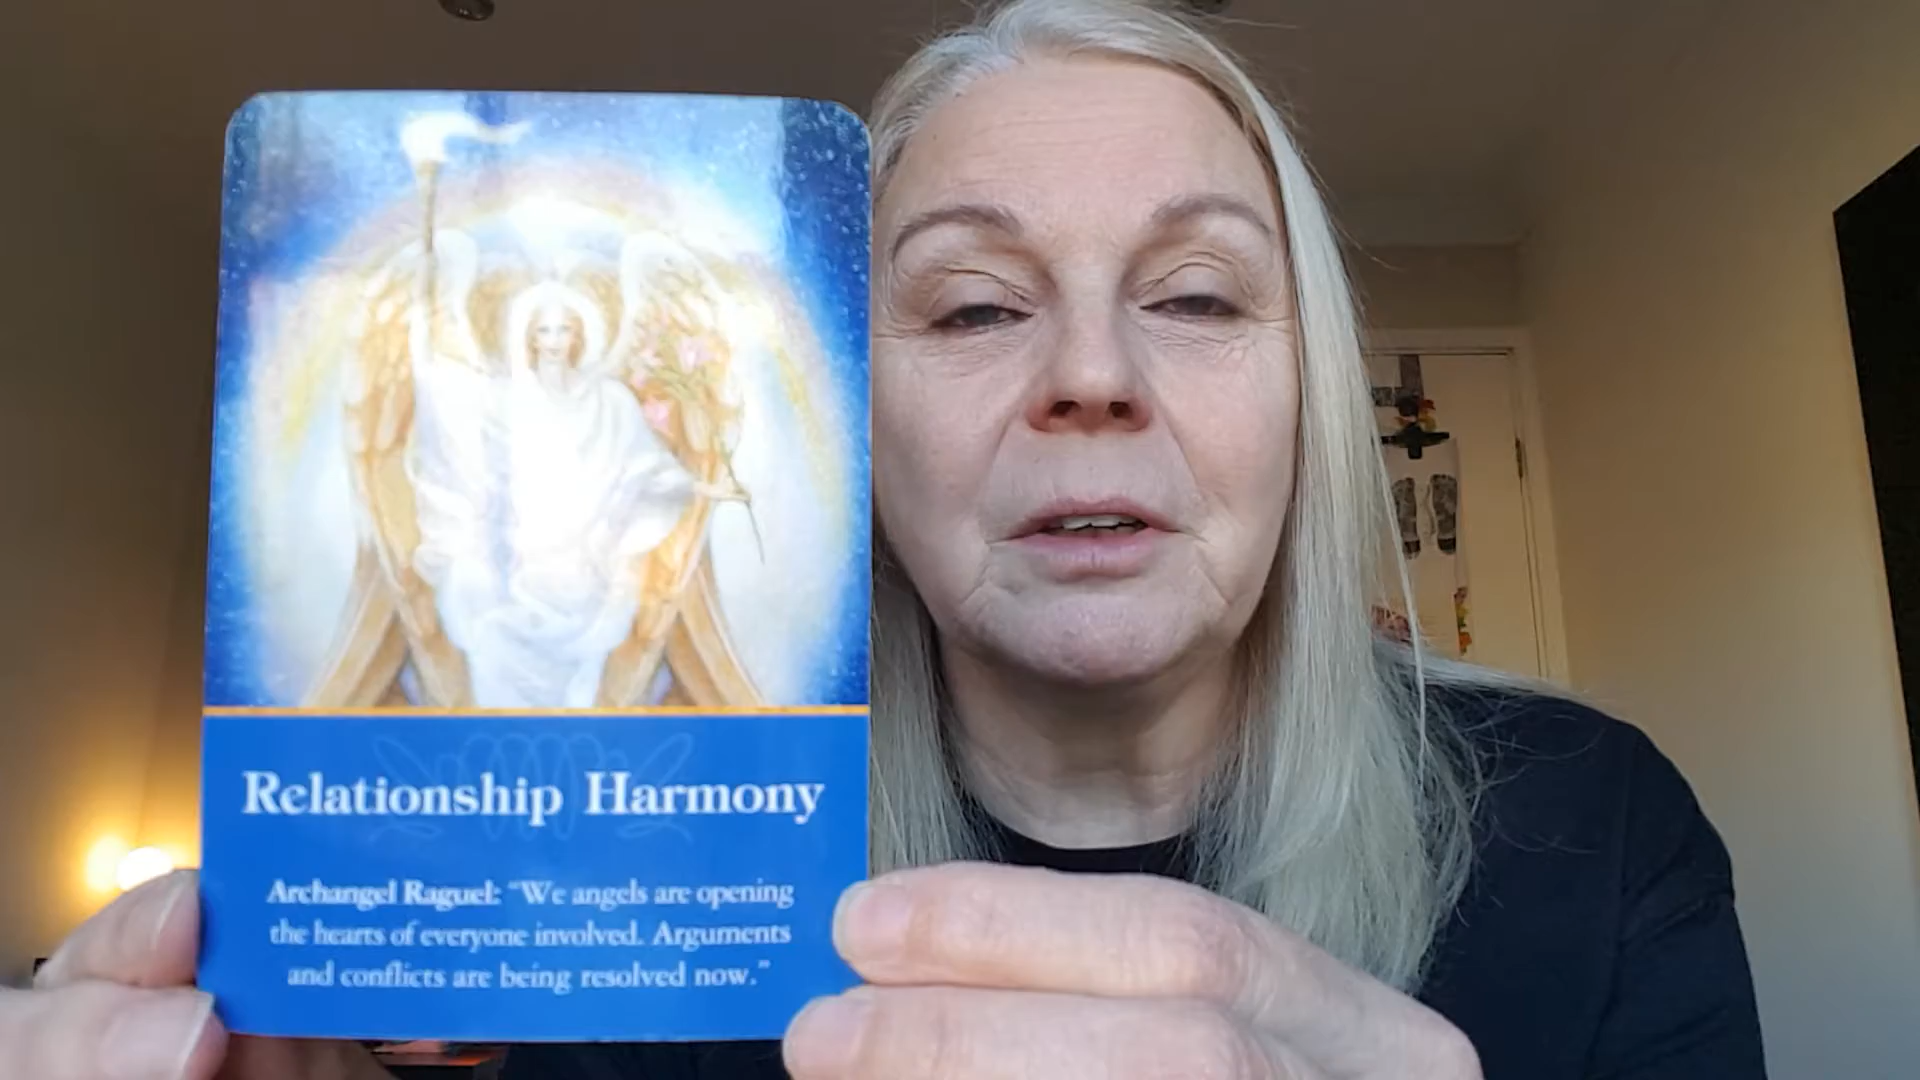 Relationship Harmony
Archangel Raguel: "We angels are opening
the hearts of everyone involved. Arguments
and conflicts are being resolved now."